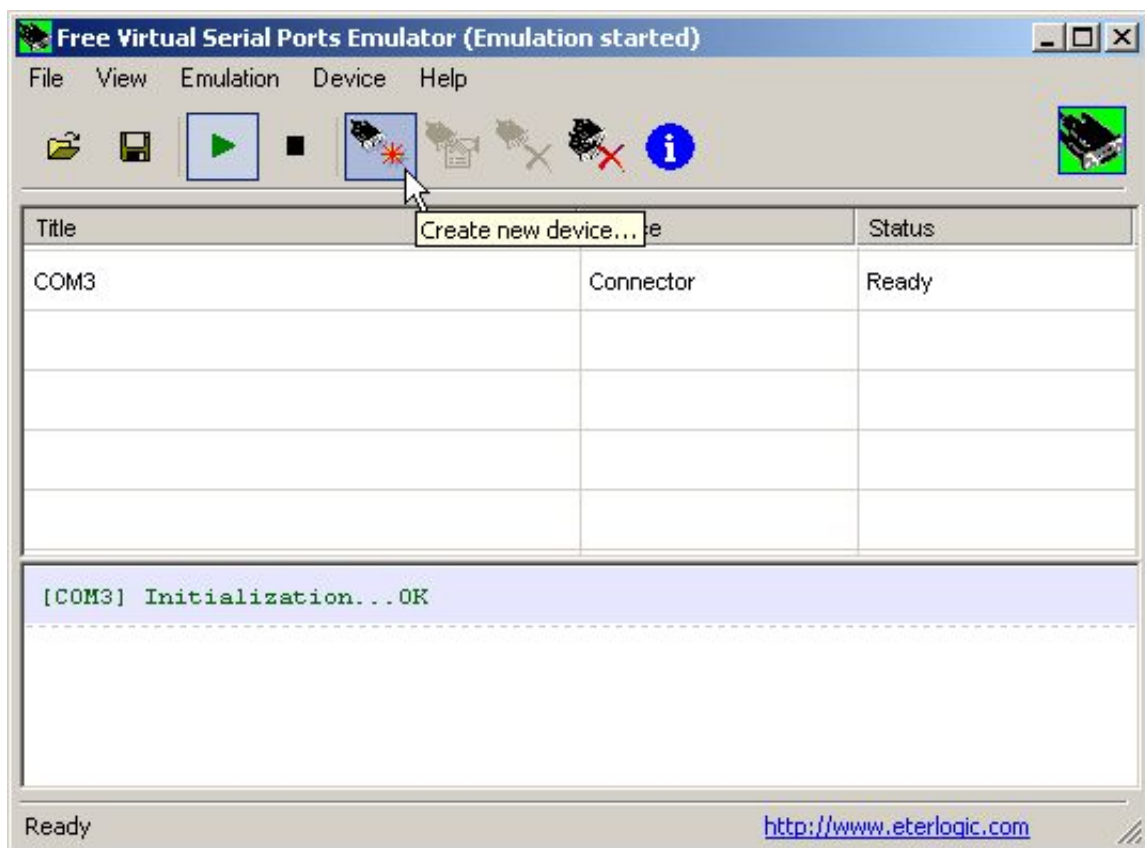 Free Virtual Serial Ports Emulator (Emulation started)
File View Emulation Device Help
Title Status
Create new device...
COM3 Connector Ready
[COM3] Initialization...OK
Ready http://www.eterlogic.com